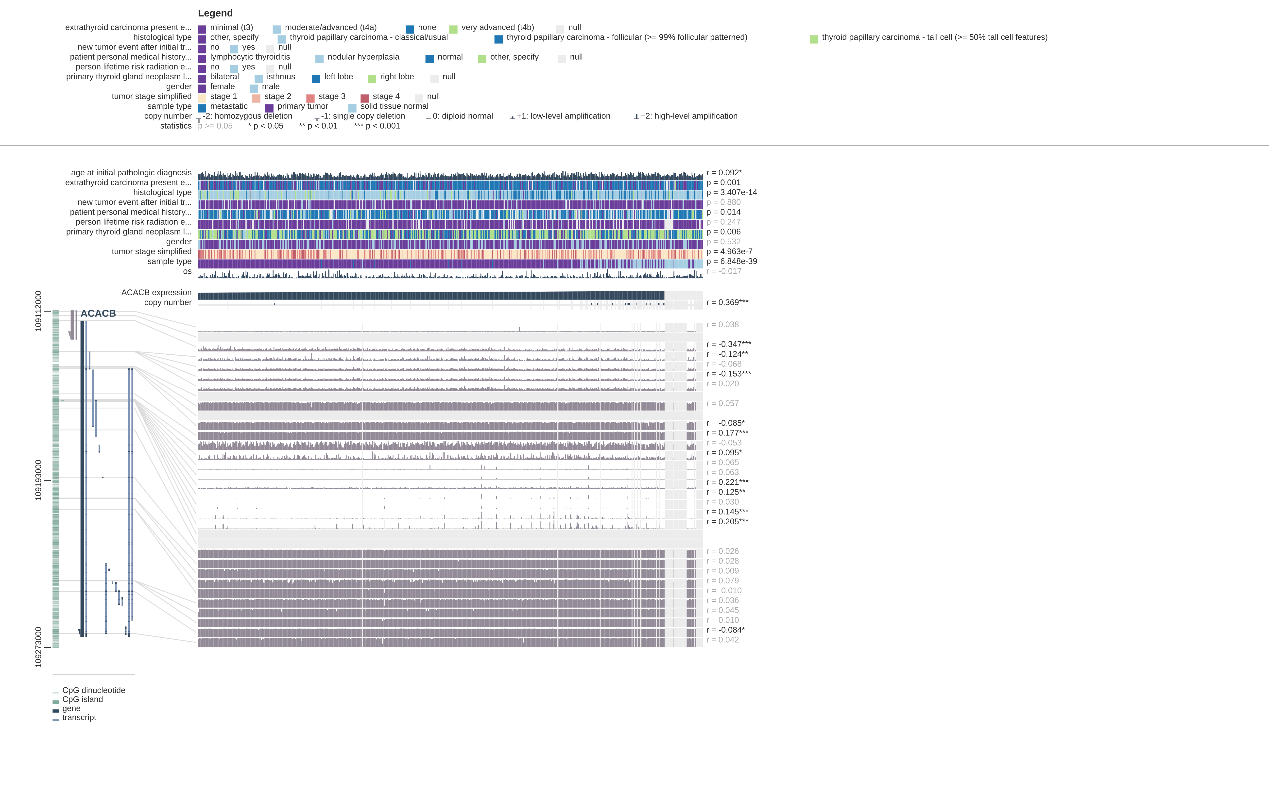 Legend
extrathyroid carcinoma present e... minimal (t3) moderate/advanced (t4a) none very advanced (t4b) null
histological type other, specify thyroid papillary carcinoma - classical/usual thyroid papillary carcinoma - follicular (>= 99% follicular patterned) thyroid papillary carcinoma - tall cell (>= 50% tall cell features)
new tumor event after initial tr... no yes null
patient personal medical history... lymphocytic thyroiditis nodular hyperplasia normal other, specify null
person lifetime risk radiation e... no yes null
primary thyroid gland neoplasm l... bilateral isthmus left lobe right lobe null
gender female male
tumor stage simplified stage 1 stage 2 stage 3 stage 4 null
sample type metastatic primary tumor solid tissue normal
copy number -2: homozygous deletion -1: single copy deletion 0: diploid normal +1: low-level amplification +2: high-level amplification
statistics p >= 0.05 * p < 0.05 ** p < 0.01 *** p < 0.001
age at initial pathologic diagnosis r = 0.092*
extrathyroid carcinoma present e... p = 0.001
histological type p = 3.407e-14
new tumor event after initial tr... p = 0.880
patient personal medical history... p = 0.014
person lifetime risk radiation e... p = 0.247
primary thyroid gland neoplasm l... p = 0.006
gender p = 0.532
tumor stage simplified p = 4.963e-7
sample type p = 6.848e-39
os r = -0.017
ACACB expression
copy number r = 0.369***
109112000
ACACB
r = 0.038
r = -0.347***
r = -0.124**
r = -0.068
r = -0.153***
r = 0.020
r = 0.057
r = -0.085*
r = 0.177***
r = -0.053
r = 0.095*
r = 0.065
r = 0.063
109193000
r = 0.221***
r = 0.125**
r = 0.030
r = 0.145***
r = 0.205***
r = 0.026
r = 0.028
r = 0.009
r = 0.079
r = 0.010
r = 0.036
r = 0.045
r = 0.010
r = -0.084*
r = 0.042
109273000
CpG dinucleotide
CpG island
gene
transcript